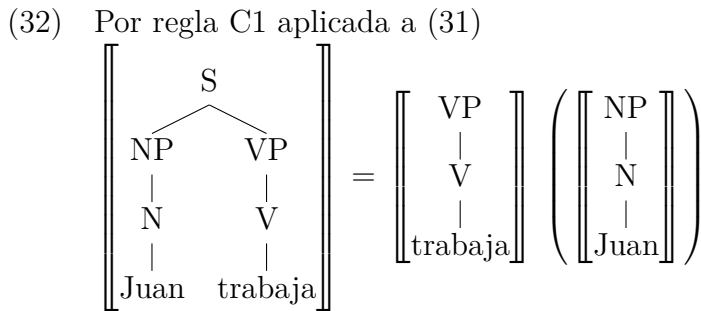 (32) Por regla C1 aplicada a (31)
S
NP VP
N V
Juan trabaja
=
VP
V
trabaja
NP
N
Juan